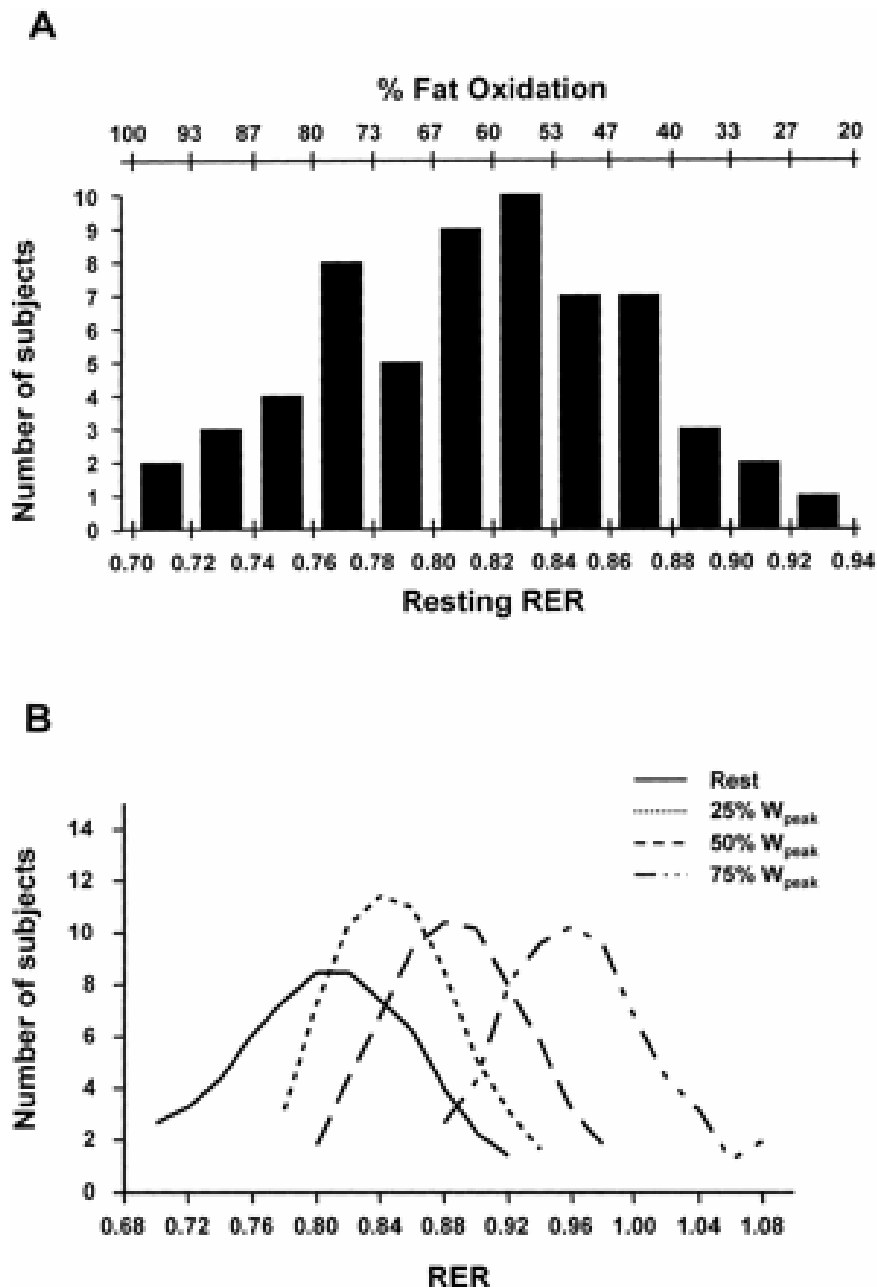 A
% Fat Oxidation
100 93 87 80 73 67 60 53 47 40 33 27 20
10
9
8
7
6
5
4
3
2
1
0
Number of subjects
0.70 0.72 0.74 0.76 0.78 0.80 0.82 0.84 0.86 0.88 0.90 0.92 0.94
Resting RER
B
Rest
25% Wpeak
50% Wpeak
75% Wpeak
14
12
10
8
6
4
2
0
Number of subjects
0.68 0.72 0.76 0.80 0.84 0.88 0.92 0.96 1.00 1.04 1.08
RER